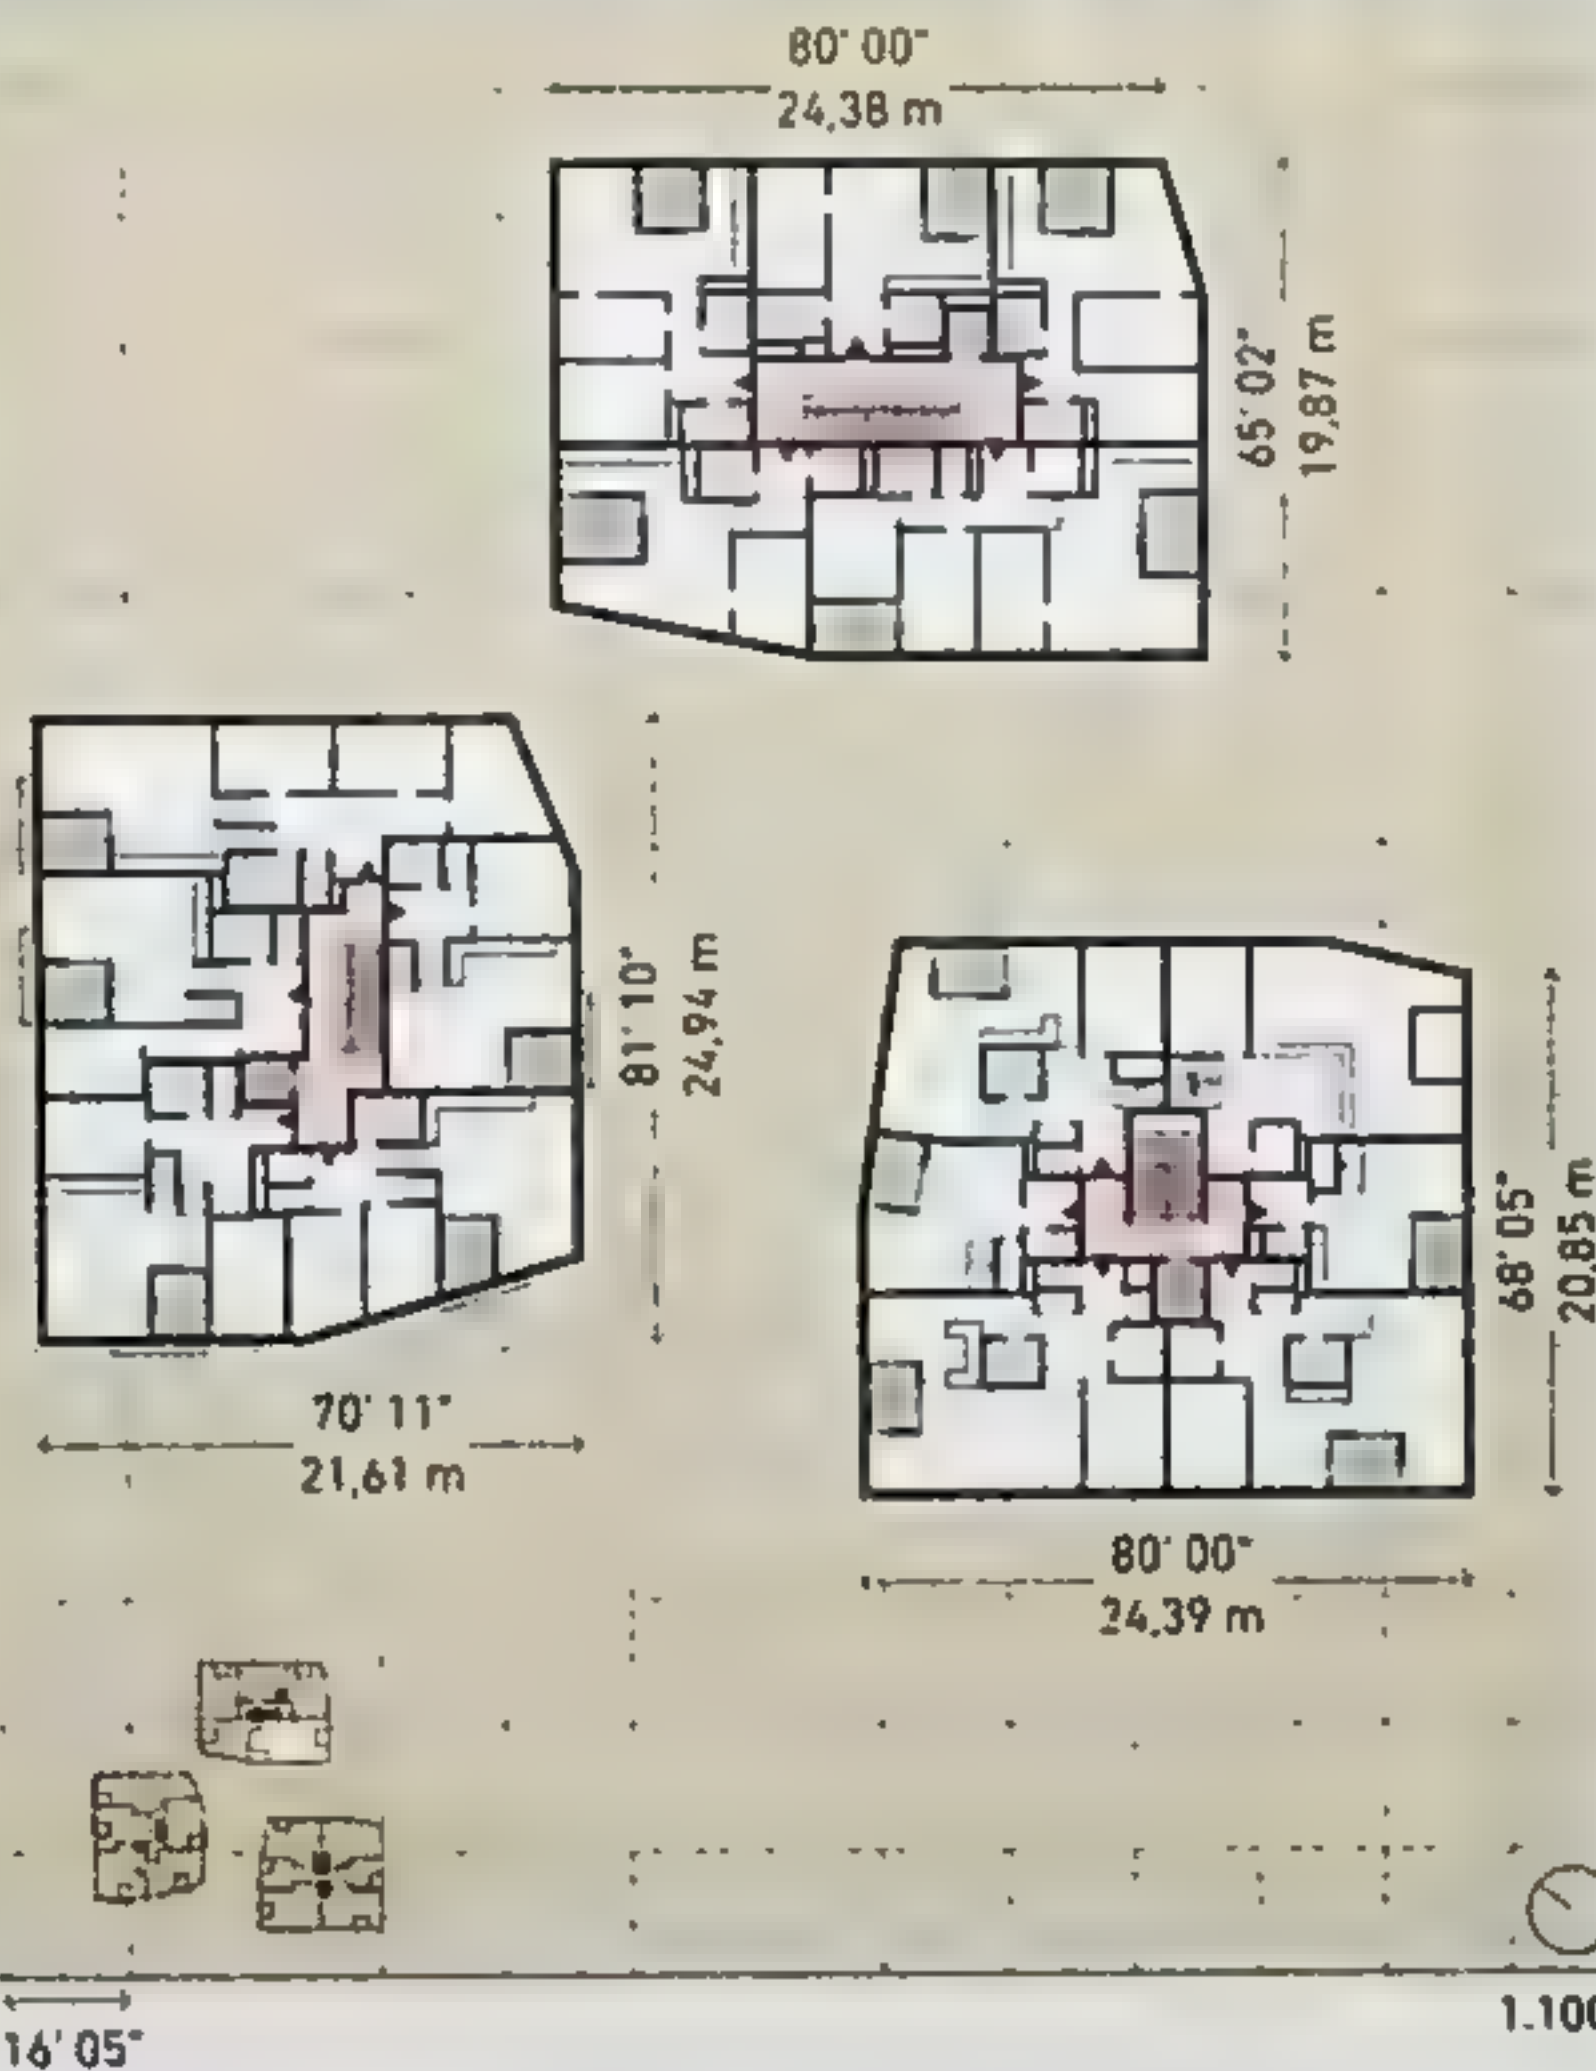 80' 00"
24,38 m
65' 02"
19,87 m
81' 10"
24,94 m
70' 11"
21,61 m
68' 05"
20,85 m
80' 00"
24,39 m
16' 05"
1.100